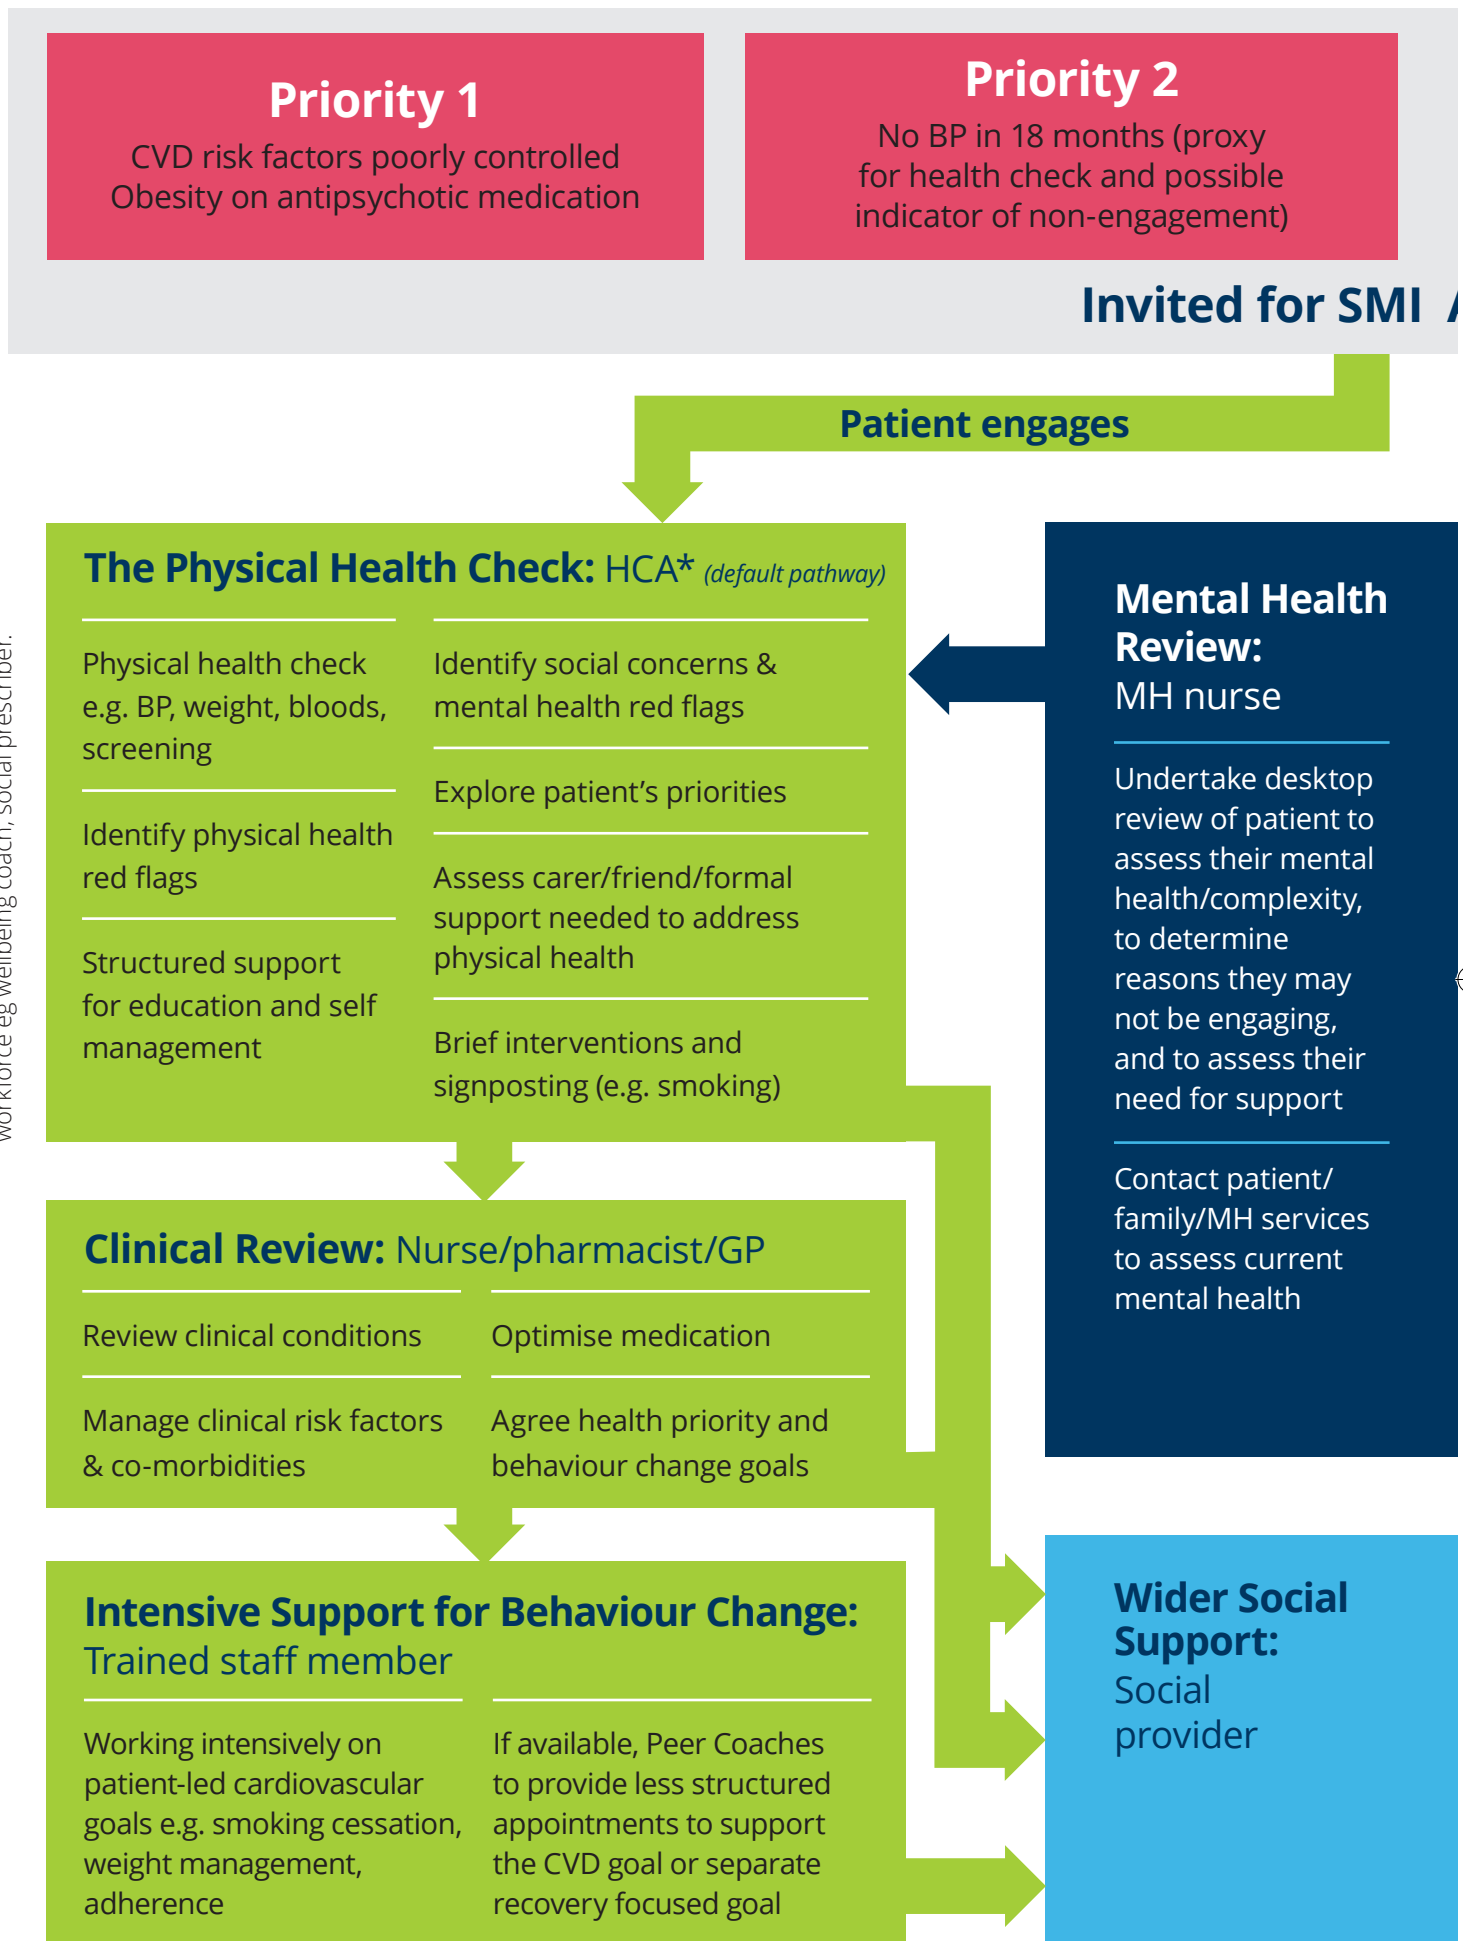 Priority 1
CVD risk factors poorly controlled
Obesity on antipsychotic medication
Priority 2
No BP in 18 months (proxy
for health check and possible
indicator of non-engagement)
Invited for SMI
Patient engages
The Physical Health Check: HCA* (default pathway)
Physical health check
e.g. BP, weight, bloods,
screening
Identify physical health
red flags
Structured support
for education and self
management
Identify social concerns &
mental health red flags
Explore patient's priorities
Assess carer/friend/formal
support needed to address
physical health
Brief interventions and
signposting (e.g. smoking)
Mental Health
Review:
MH nurse
Undertake desktop
review of patient to
assess their mental
health/complexity,
to determine
reasons they may
not be engaging,
and to assess their
need for support
Contact patient/
family/MH services
to assess current
mental health
Clinical Review: Nurse/pharmacist/GP
Review clinical conditions
Manage clinical risk factors
& co-morbidities
Optimise medication
Agree health priority and
behaviour change goals
Intensive Support for Behaviour Change:
Trained staff member
Working intensively on
patient-led cardiovascular
goals e.g. smoking cessation,
weight management,
adherence
If available, Peer Coaches
to provide less structured
appointments to support
the CVD goal or separate
recovery focused goal
Wider Social
Support:
Social
provider
workforce eg wellbeing coach, social prescriber.